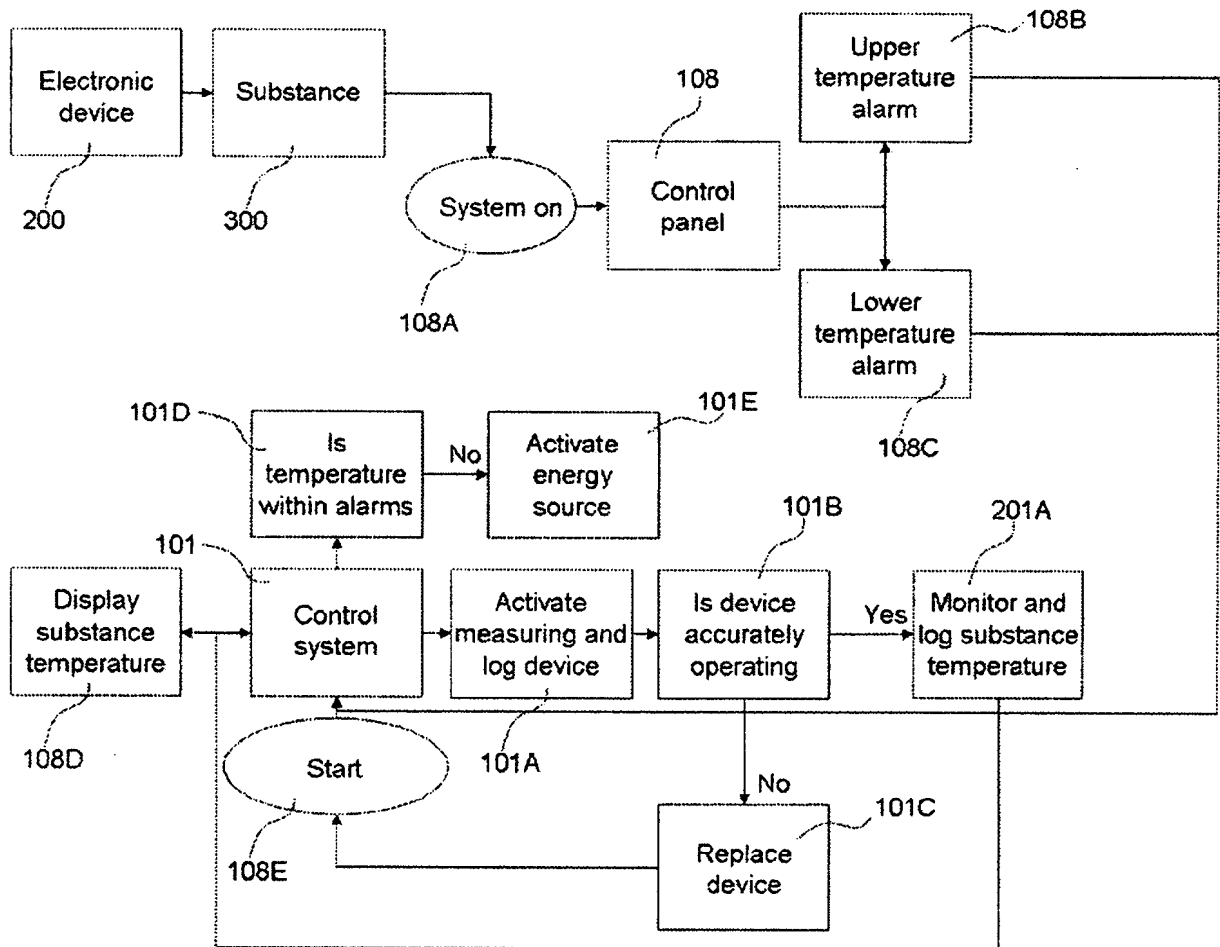 Electronic
device
200
Substance
300
System on
108A
108
Control
panel
Upper
temperature
alarm
108B
Lower
temperature
alarm
108C
101D
Is
temperature
within alarms
No
101E
Activate
energy
source
Display
substance
temperature
108D
101
Control
system
Activate
measuring and
log device
101A
101B
Is device
accurately
operating
Yes
201A
Monitor and
log substance
temperature
Start
108E
No
101C
Replace
device